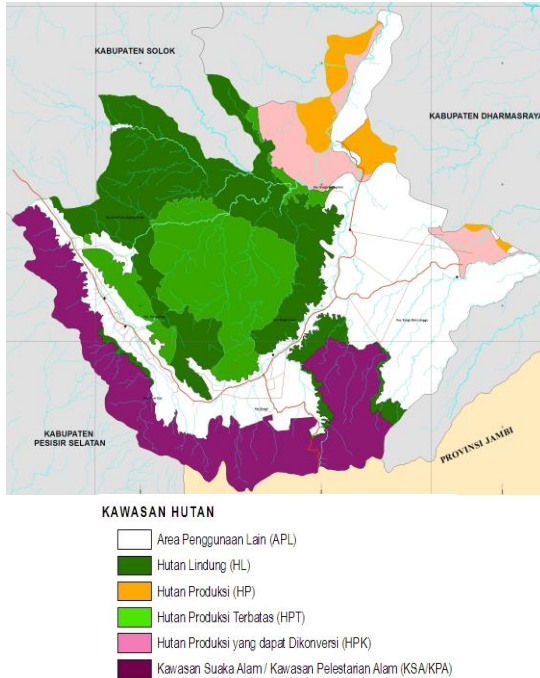 KABUPATEN SOLOK
KABUPATEN DHARMASRAYA
KABUPATEN
PESISIR SELATAN
PROVINSI JAMBI
KAWASAN HUTAN
Area Penggunaan Lain (APL)
Hutan Lindung (HL)
Hutan Produksi (HP)
Hutan Produksi Terbatas (HPT)
Hutan Produksi yang dapat Dikonversi (HPK)
Kawasan Suaka Alam / Kawasan Pelestarian Alam (KSA/KPA)